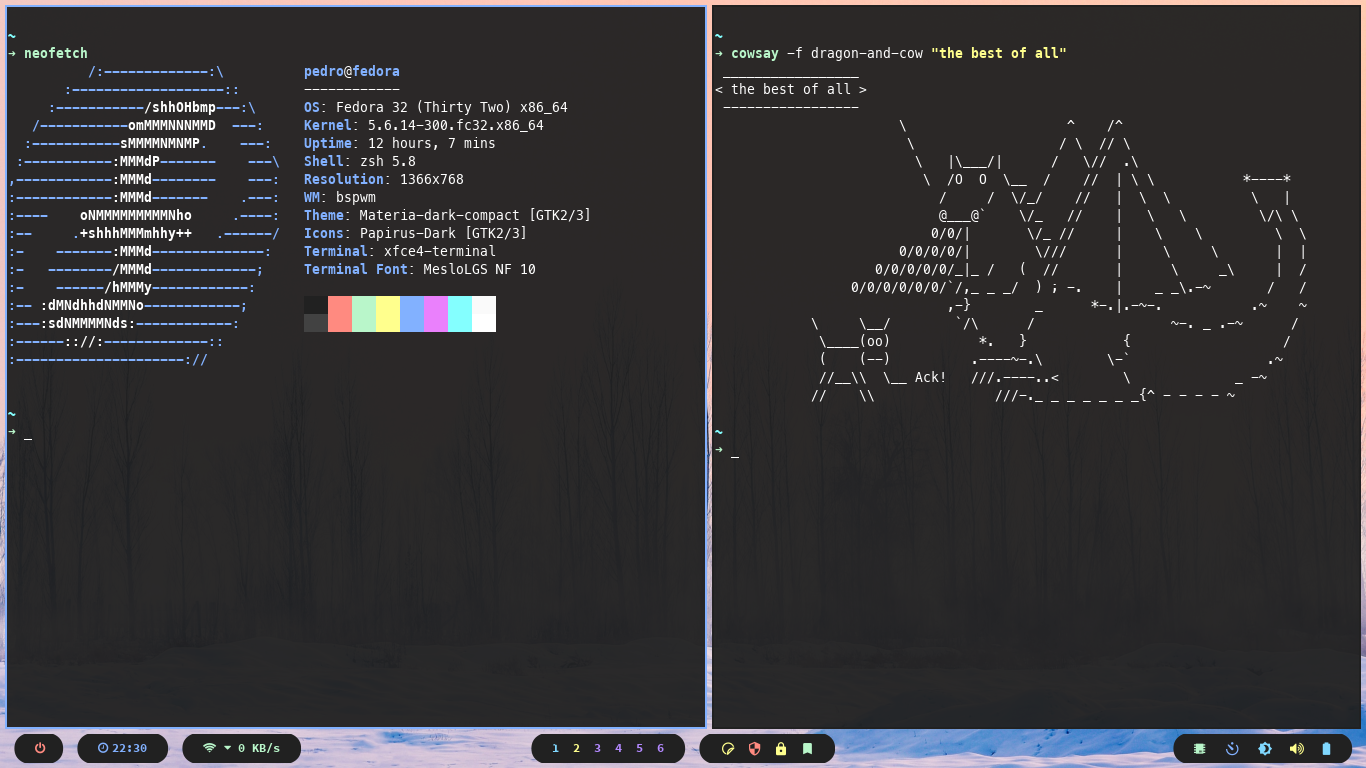 ~
➜ neofetch
          /:-------------:\          pedro@fedora
       :-------------------::        ------------
     :-----------/shhOHbmp---:\      OS: Fedora 32 (Thirty Two) x86_64
   /-----------omMMMNNNMMD  ---:     Kernel: 5.6.14-300.fc32.x86_64
  :-----------sMMMMNMNMP.    ---:    Uptime: 12 hours, 7 mins
 :-----------:MMMdP-------    ---\   Shell: zsh 5.8
,------------:MMMd--------    ---:   Resolution: 1366x768
:------------:MMMd-------    .---:   WM: bspwm
:----    oNMMMMMMMMMNho     .----:   Theme: Materia-dark-compact [GTK2/3]
:--     .+shhhMMMmhhy++   .------/   Icons: Papirus-Dark [GTK2/3]
:-    -------:MMMd--------------:    Terminal: xfce4-terminal
:-   --------/MMMd-------------;     Terminal Font: MesloLGS NF 10
:-    ------/hMMMy------------:
:-- :dMNdhhdNMMNo------------;
:---:sdNMMMMNds:------------:
:------:://:-------------::
:---------------------://
~
➜ _
~
➜ cowsay -f dragon-and-cow "the best of all"
 _________________
< the best of all >
 -----------------
                       \                    ^    /^
                        \                  / \  // \
                         \   |\___/|      /   \//  .\
                          \  /O  O  \__  /    //  | \ \           *----*
                            /     /  \/_/    //   |  \  \          \   |
                            @___@`    \/_   //    |   \   \         \/\ \
                           0/0/|       \/_ //     |    \    \         \  \
                       0/0/0/0/|        \///      |     \     \       |  |
                    0/0/0/0/0/_|_ /   (  //       |      \     _\     |  /
                 0/0/0/0/0/0/`/,_ _ _/  ) ; -.    |    _ _\.-~       /   /
                             ,-}        _      *-.|.-~-.           .~    ~
            \     \__/        `/\      /                 ~-. _ .-~      /
             \____(oo)           *.   }            {                   /
             (    (--)          .----~-.\        \-`                 .~
             //__\\  \__ Ack!   ///.----..<        \             _ -~
            //    \\               ///-._ _ _ _ _ _ _{^ - - - - ~
~
➜ _
22:30
0 KB/s
1 2 3 4 5 6